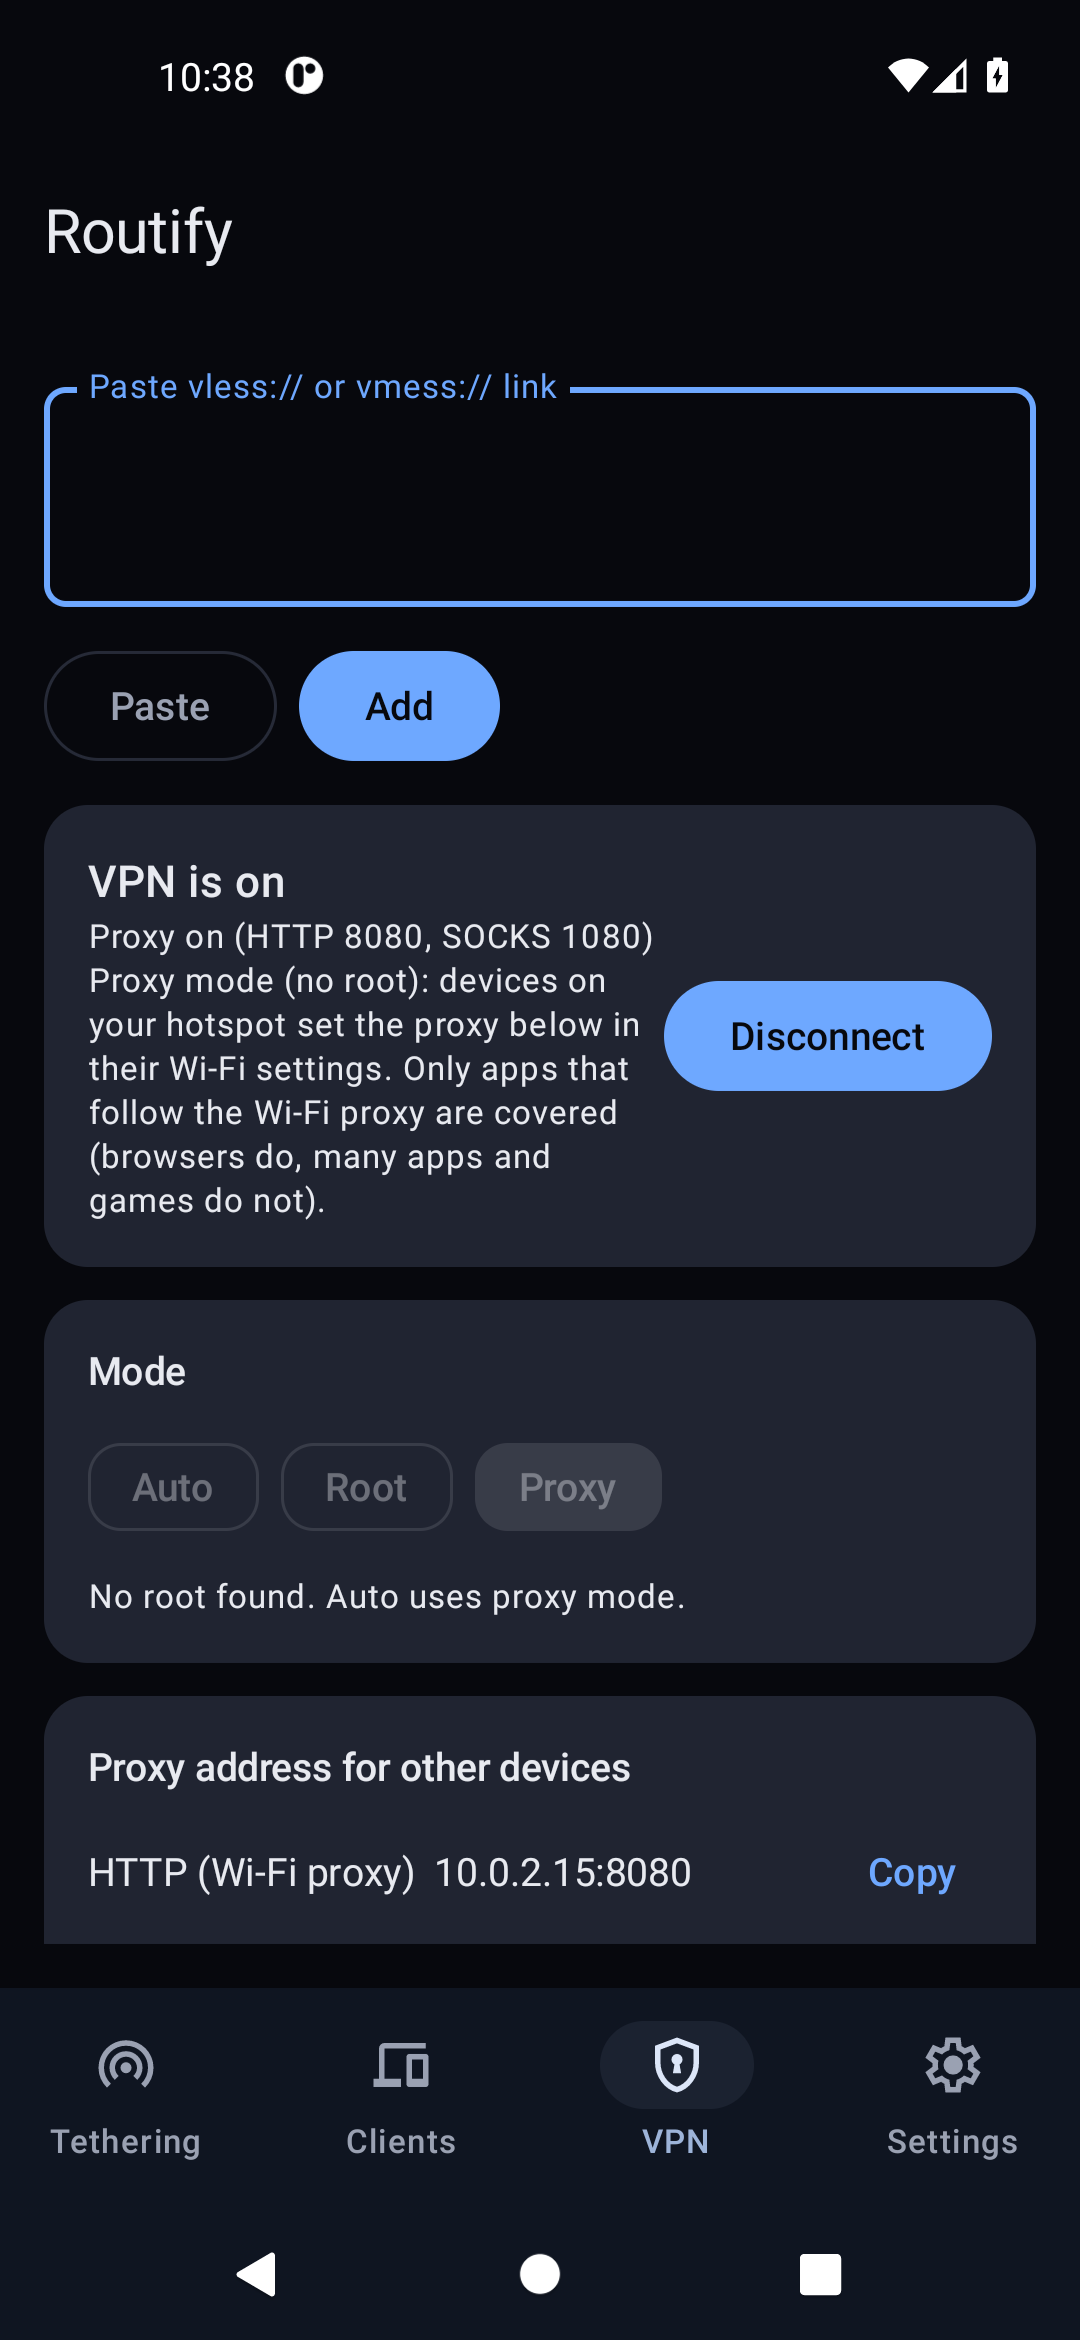 10:38
Routify
Paste vless:// or vmess:// link
Paste
Add
VPN is on
Proxy on (HTTP 8080, SOCKS 1080)
Proxy mode (no root): devices on
your hotspot set the proxy below in
their Wi-Fi settings. Only apps that
follow the Wi-Fi proxy are covered
(browsers do, many apps and
games do not).
Disconnect
Mode
Auto
Root
Proxy
No root found. Auto uses proxy mode.
Proxy address for other devices
HTTP (Wi-Fi proxy) 10.0.2.15:8080
Copy
Tethering
Clients
VPN
Settings